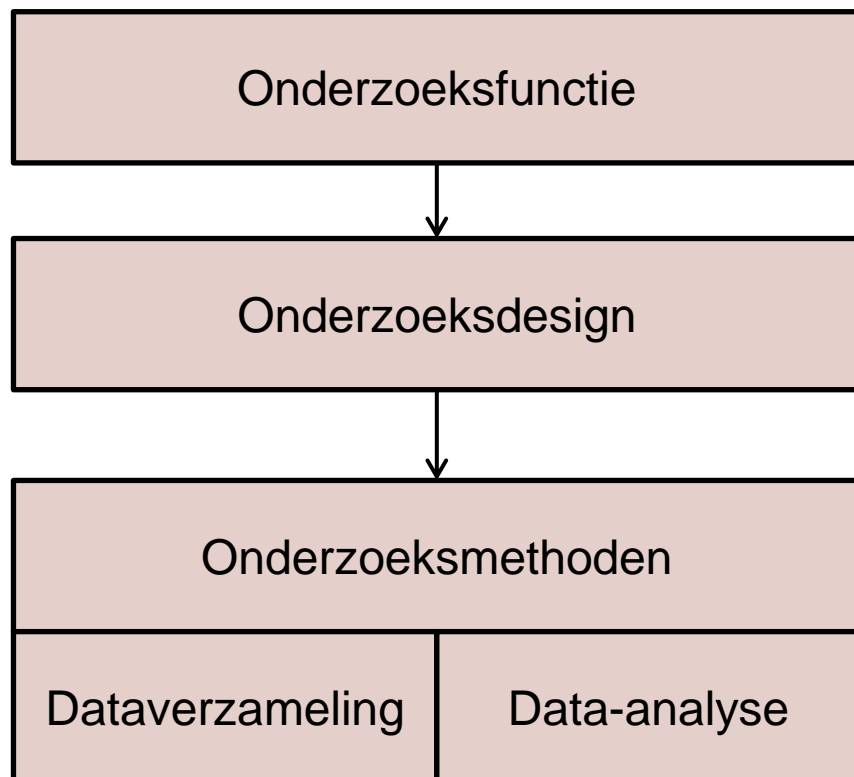 Onderzoeksfunctie
Onderzoeksdesign
Onderzoeksmethoden
Dataverzameling
Data-analyse